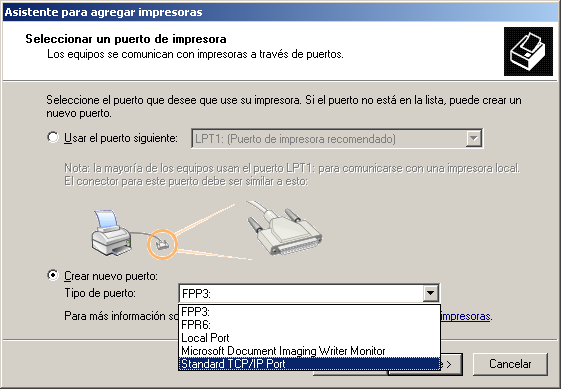 Asistente para agregar impresoras
Seleccionar un puerto de impresora
Los equipos se comunican con impresoras a través de puertos.
Seleccione el puerto que desee que use su impresora. Si el puerto no está en la lista, puede crear un
nuevo puerto.
Usar el puerto siguiente: LPT1: (Puerto de impresora recomendado)
Nota: la mayoría de los equipos usan el puerto LPT1: para comunicarse con una impresora local.
El conector para este puerto debe ser similar a esto:
Crear nuevo puerto:
Tipo de puerto: FPP3:
FPP3:
Para más información so impresoras.
FPR6:
Local Port
Microsoft Document Imaging Writer Monitor
Standard TCP/IP Port
> Cancelar